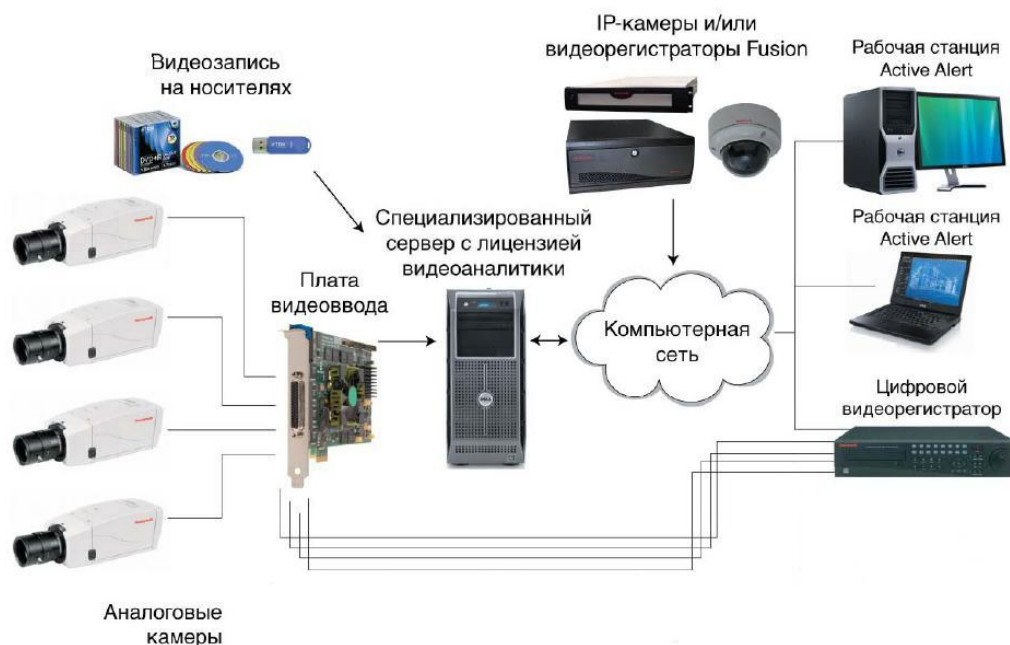 IP-камеры и/или
видеорегистраторы Fusion
Рабочая станция
Active Alert
Видеозапись
на носителях
Специализированный
сервер с лицензией
видеоаналитики
Рабочая станция
Active Alert
Плата
видеоввода
Компьютерная
сеть
Цифровой
видеорегистратор
Аналоговые
камеры